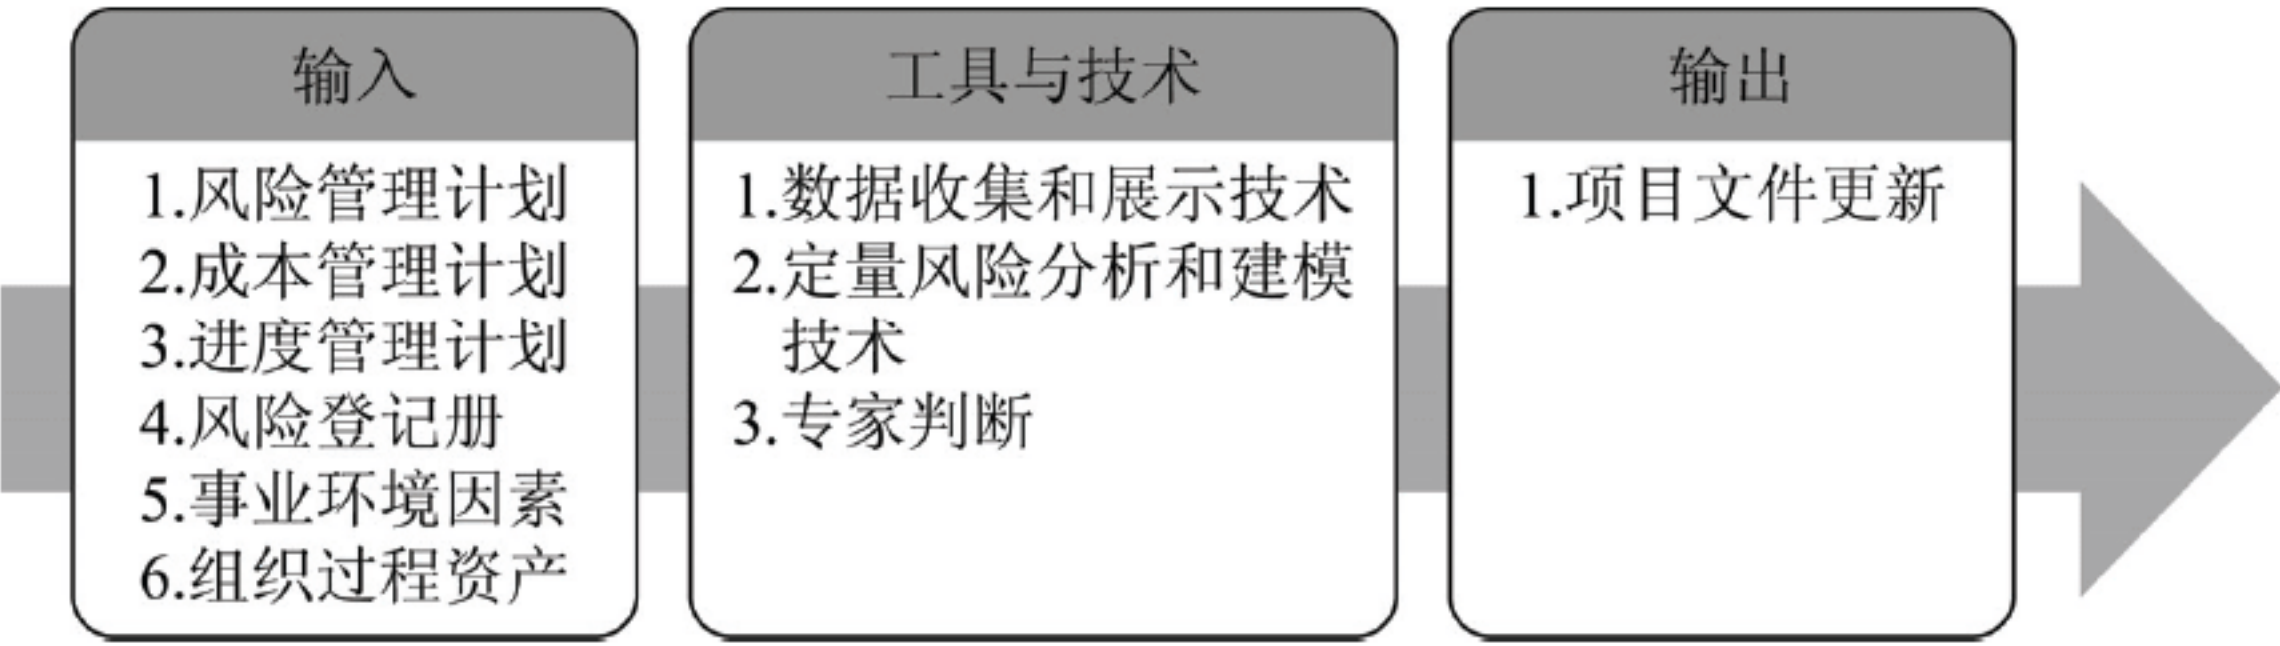 输入
1.风险管理计划
2.成本管理计划
3.进度管理计划
4.风险登记册
5.事业环境因素
6.组织过程资产
工具与技术
1.数据收集和展示技术
2.定量风险分析和建模
技术
3.专家判断
输出
1.项目文件更新